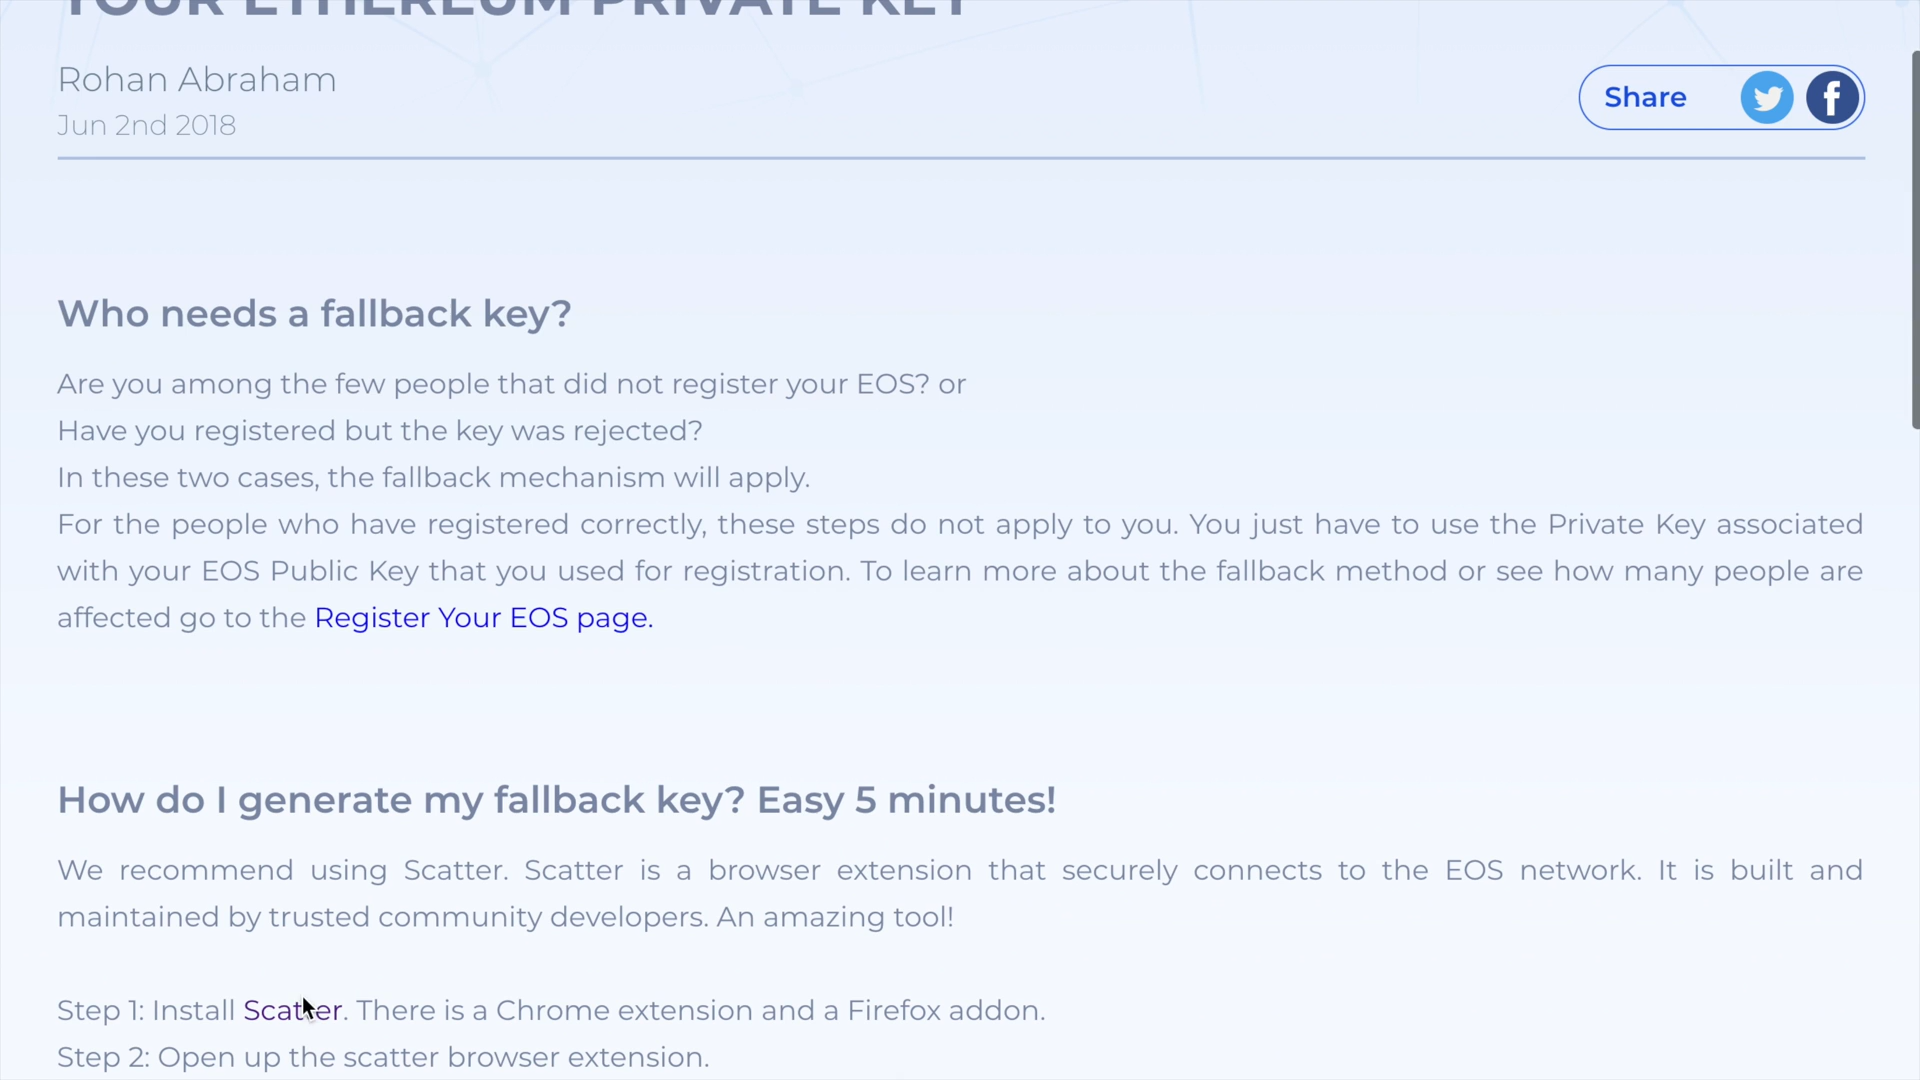 YOUR ETHEREUM PRIVATE KEY
Rohan Abraham
Jun 2nd 2018
Share
Who needs a fallback key?
Are you among the few people that did not register your EOS? or
Have you registered but the key was rejected?
In these two cases, the fallback mechanism will apply.
For the people who have registered correctly, these steps do not apply to you. You just have to use the Private Key associated
with your EOS Public Key that you used for registration. To learn more about the fallback method or see how many people are
affected go to the Register Your EOS page.
How do I generate my fallback key? Easy 5 minutes!
We recommend using Scatter. Scatter is a browser extension that securely connects to the EOS network. It is built and
maintained by trusted community developers. An amazing tool!
Step 1: Install Scatter. There is a Chrome extension and a Firefox addon.
Step 2: Open up the scatter browser extension.